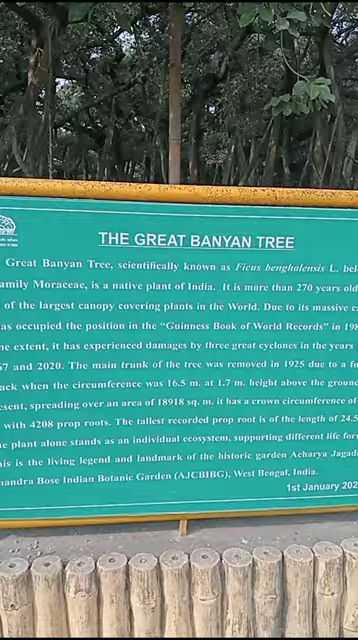 THE GREAT BANYAN TREE
Great Banyan Tree, scientifically known as Ficus benghalensis L. bel
amily Moraceae, is a native plant of India. It is more than 270 years old
of the largest canopy covering plants in the World. Due to its massive c
as occupied the position in the “Guinness Book of World Records” in 198
ne extent, it has experienced damages by three great cyclones in the years
67 and 2020. The main trunk of the tree was removed in 1925 due to a fu
ack when the circumference was 16.5 m. at 1.7 m. height above the groun
esent, spreading over an area of 18918 sq. m. it has a crown circumference of
with 4208 prop roots. The tallest recorded prop root is of the length of 24.5
he plant alone stands as an individual ecosystem, supporting different life for
his is the living legend and landmark of the historic garden Acharya Jagad
handra Bose Indian Botanic Garden (AJCBIBG), West Bengal, India.
1st January 202